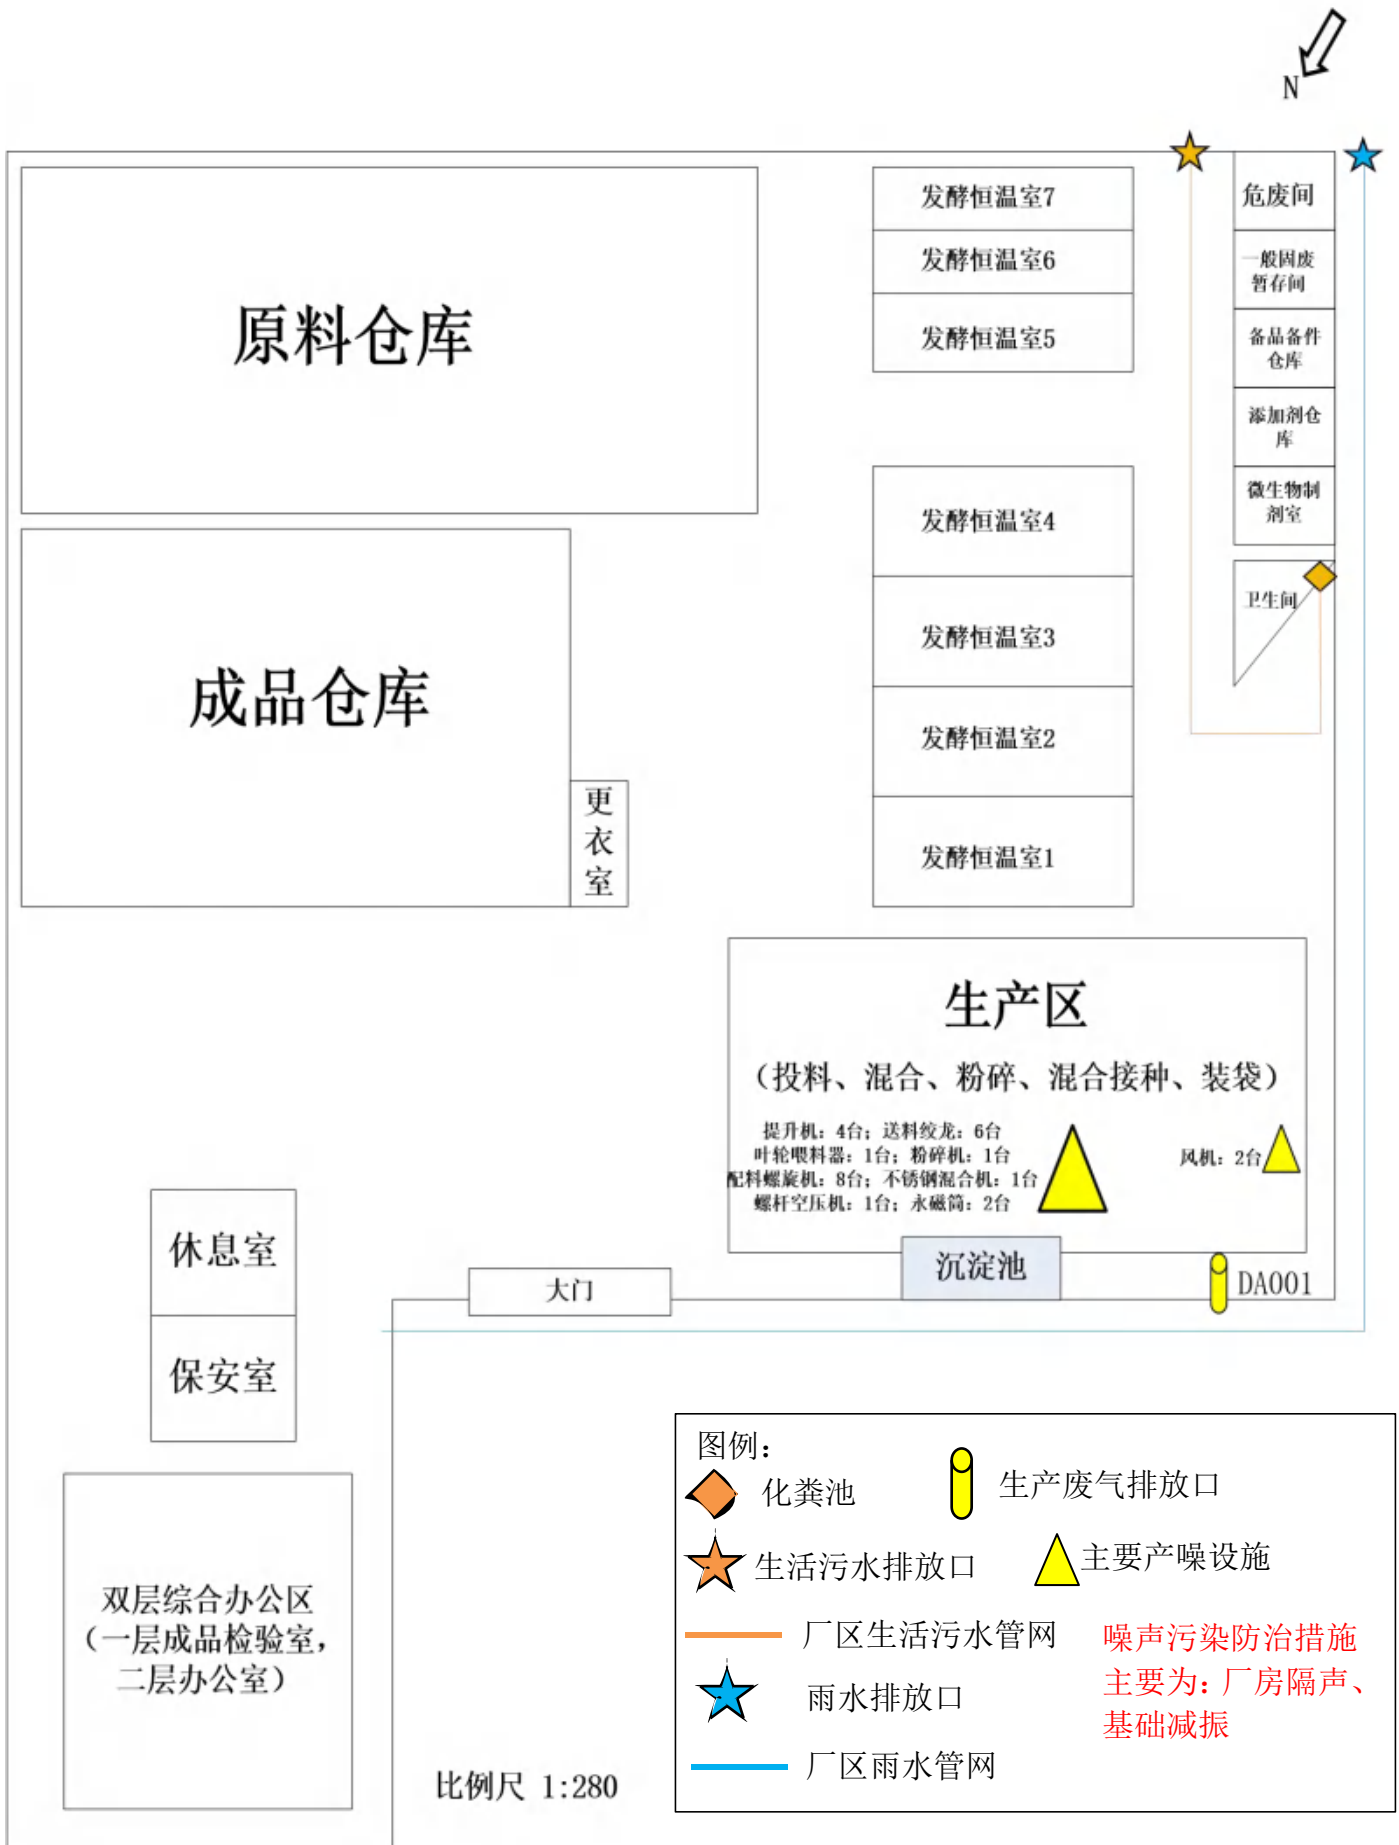 N
原料仓库
发酵恒温室7
发酵恒温室6
发酵恒温室5
危废间
一般固废
暂存间
备品备件
仓库
添加剂仓
库
微生物制
剂室
卫生间
成品仓库
更
衣
室
发酵恒温室4
发酵恒温室3
发酵恒温室2
发酵恒温室1
生产区
（投料、混合、粉碎、混合接种、装袋）
提升机：4台；送料绞龙：6台
叶轮喂料器：1台；粉碎机：1台
配料螺旋机：8台；不锈钢混合机：1台
螺杆空压机：1台；永磁筒：2台
风机：2台
沉淀池
DA001
大门
休息室
保安室
双层综合办公区
（一层成品检验室，
二层办公室）
比例尺 1:280
图例：
化粪池
生产废气排放口
生活污水排放口
主要产噪设施
厂区生活污水管网
雨水排放口
厂区雨水管网
噪声污染防治措施
主要为：厂房隔声、
基础减振